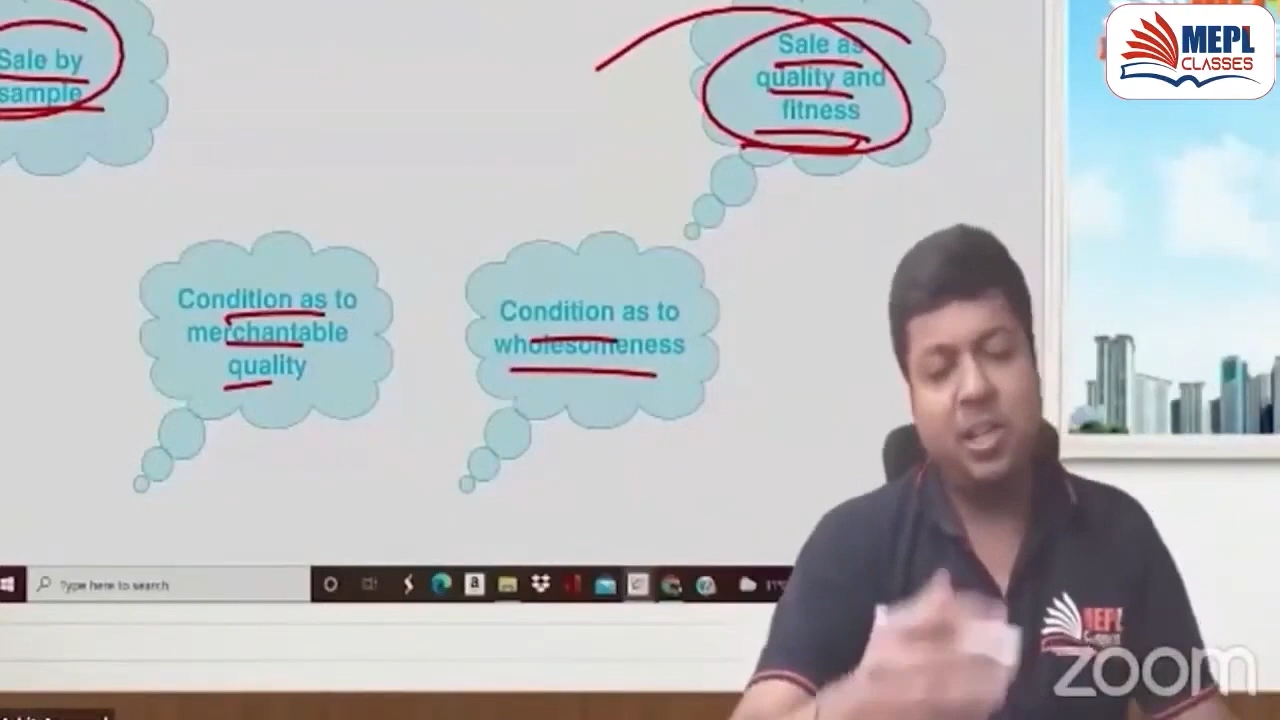 Sale by
sample
Sale as
quality and
fitness
MEPL
CLASSES
Condition as to
merchantable
quality
Condition as to
wholesomeness
Type here to search
MEPL
zoom